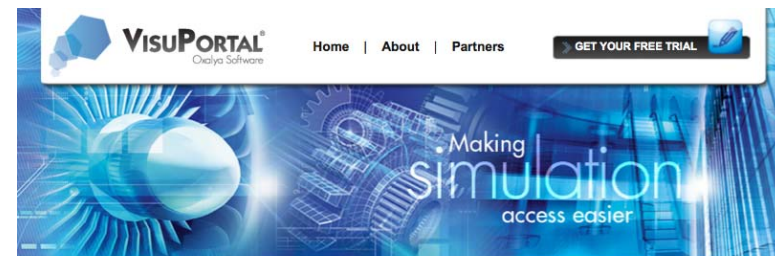 VISUPORTAL®
Oxalya Software
Home | About | Partners
GET YOUR FREE TRIAL
Making
simulation
access easier